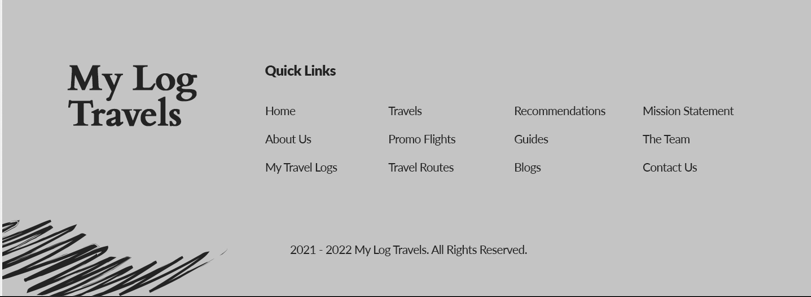 My Log
Travels
Quick Links
Home
Travels
Recommendations
Mission Statement
About Us
Promo Flights
Guides
The Team
My Travel Logs
Travel Routes
Blogs
Contact Us
2021 - 2022 My Log Travels. All Rights Reserved.